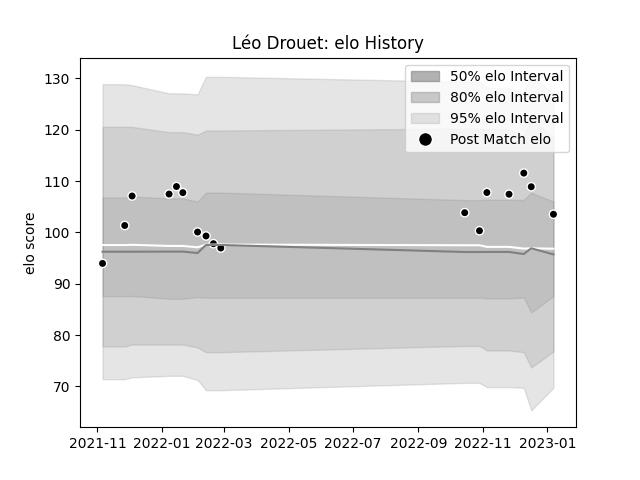 Léo Drouet: elo History
50% elo Interval
80% elo Interval
95% elo Interval
Post Match elo
elo score
130
120
110
100
90
80
70
2021-11 2022-01 2022-03 2022-05 2022-07 2022-09 2022-11 2023-01